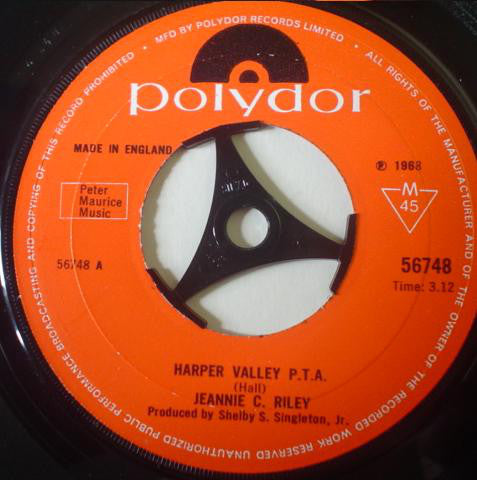 MFD BY POLYDOR RECORDS LIMITED • ALL RIGHTS OF THE MANUFACTURER AND OF THE OWNER OF THE RECORDED WORK RESERVED UNAUTHORIZED PUBLIC PERFORMANCE BROADCASTING AND COPYING OF THIS RECORD PROHIBITED •
polydor
MADE IN ENGLAND
℗ 1968
Peter
Maurice
Music
M
45
56748 A
56748
Time: 3.12
HARPER VALLEY P.T.A.
(Hall)
JEANNIE C. RILEY
Produced by Shelby S. Singleton, Jr.